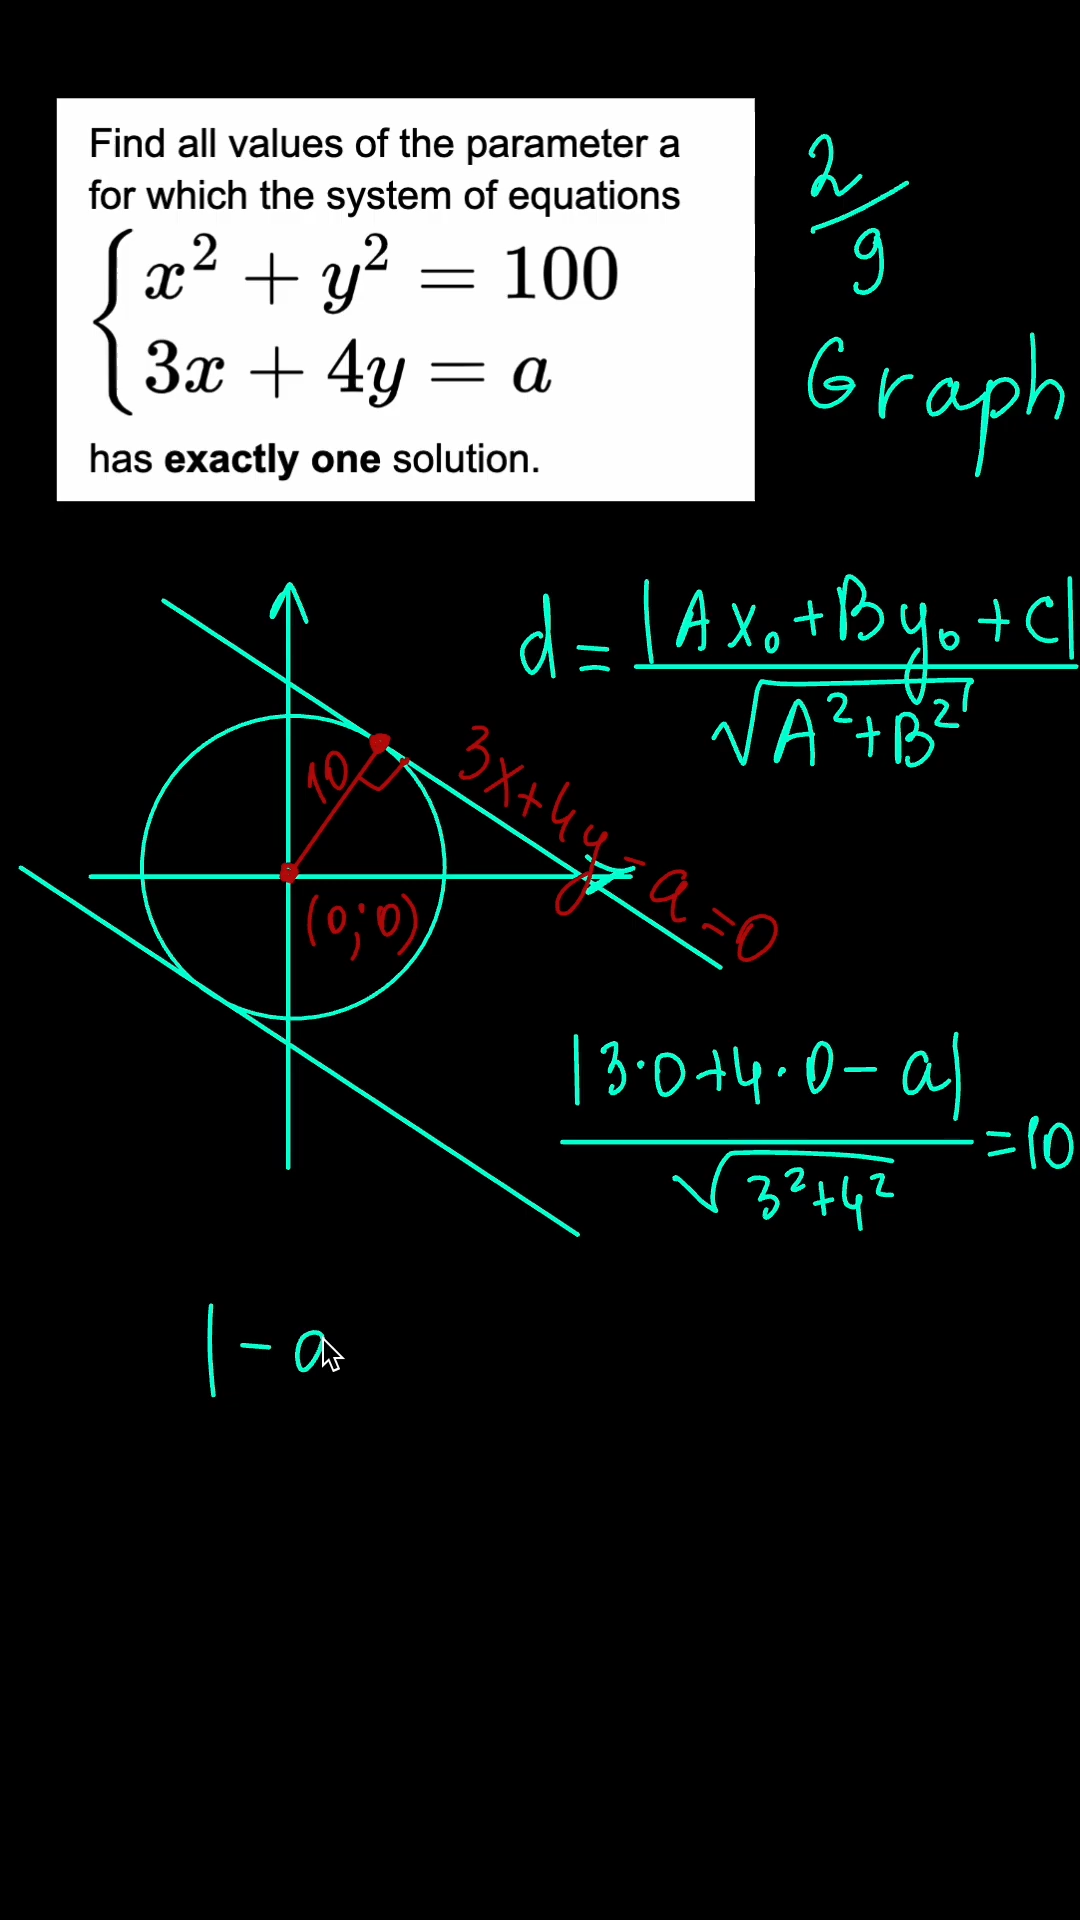 Find all values of the parameter a
for which the system of equations
x² + y² = 100
3x + 4y = a
has exactly one solution.
2/9
Graph
d = |Ax₀ + By₀ + C| / √(A² + B²)
10
3x + 4y - a = 0
(0; 0)
|3·0 + 4·0 - a| / √(3² + 4²) = 10
|- a